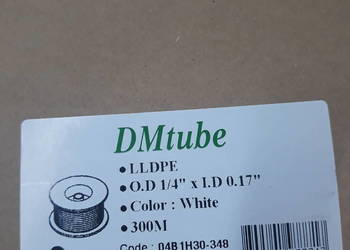 DMtube
• LLDPE
• O.D 1/4" x I.D 0.17"
• Color : White
• 300M
Code : 04B1H30-348